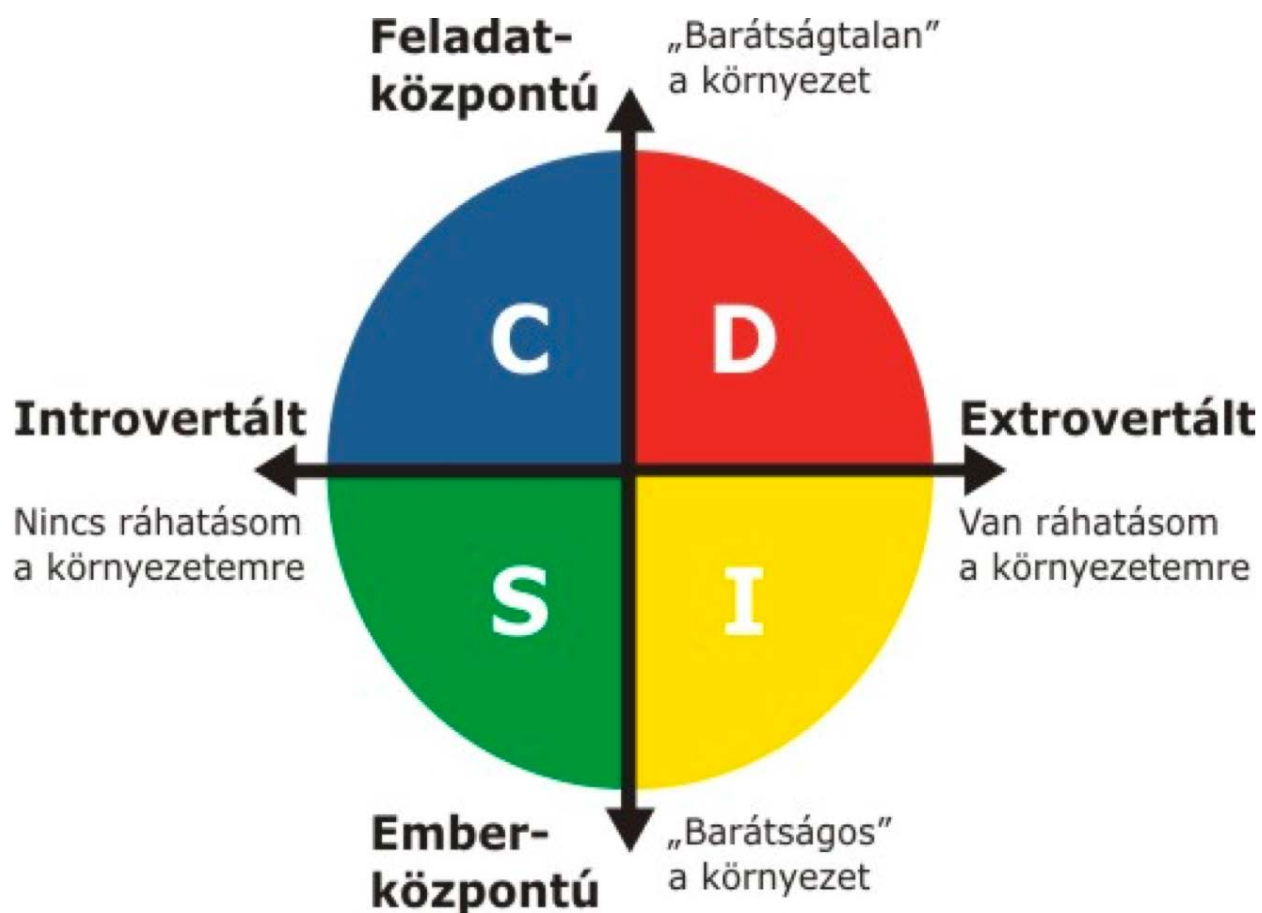 Feladat-
központú
„Barátságtalan”
a környezet
C
D
Introvertált
Extrovertált
Nincs ráhatásom
a környezetemre
Van ráhatásom
a környezetemre
S
I
Ember-
központú
„Barátságos”
a környezet